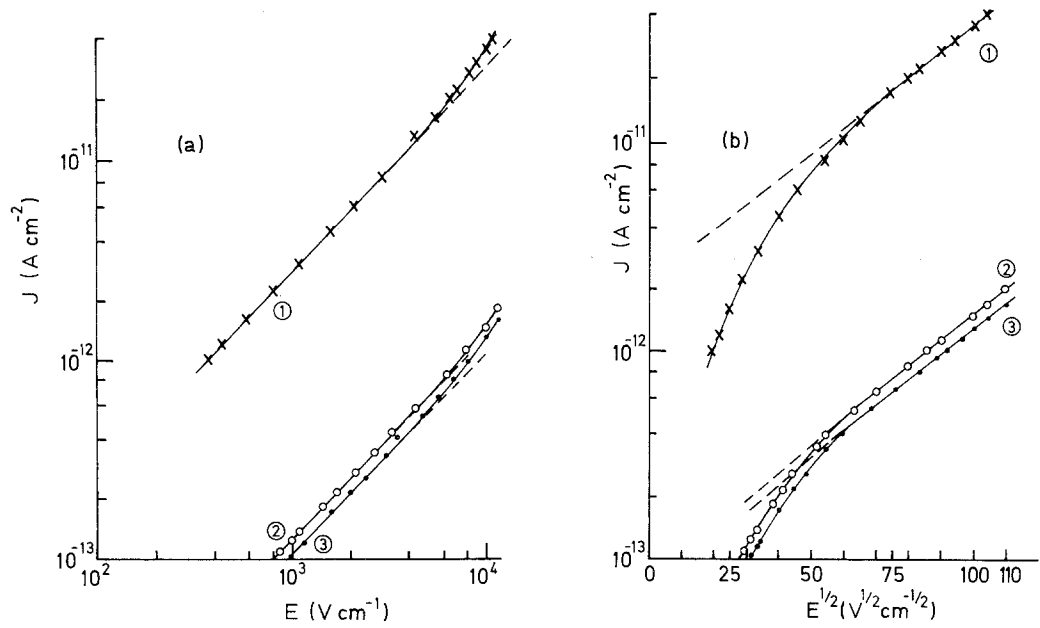 (a)
J (A cm⁻²)
10⁻¹¹
10⁻¹²
10⁻¹³
①
②
③
10²
10³
10⁴
E (V cm⁻¹)
(b)
J (A cm⁻²)
10⁻¹¹
10⁻¹²
10⁻¹³
①
②
③
0 25 50 75 100 110
E^1/2 (V^1/2 cm^-1/2)